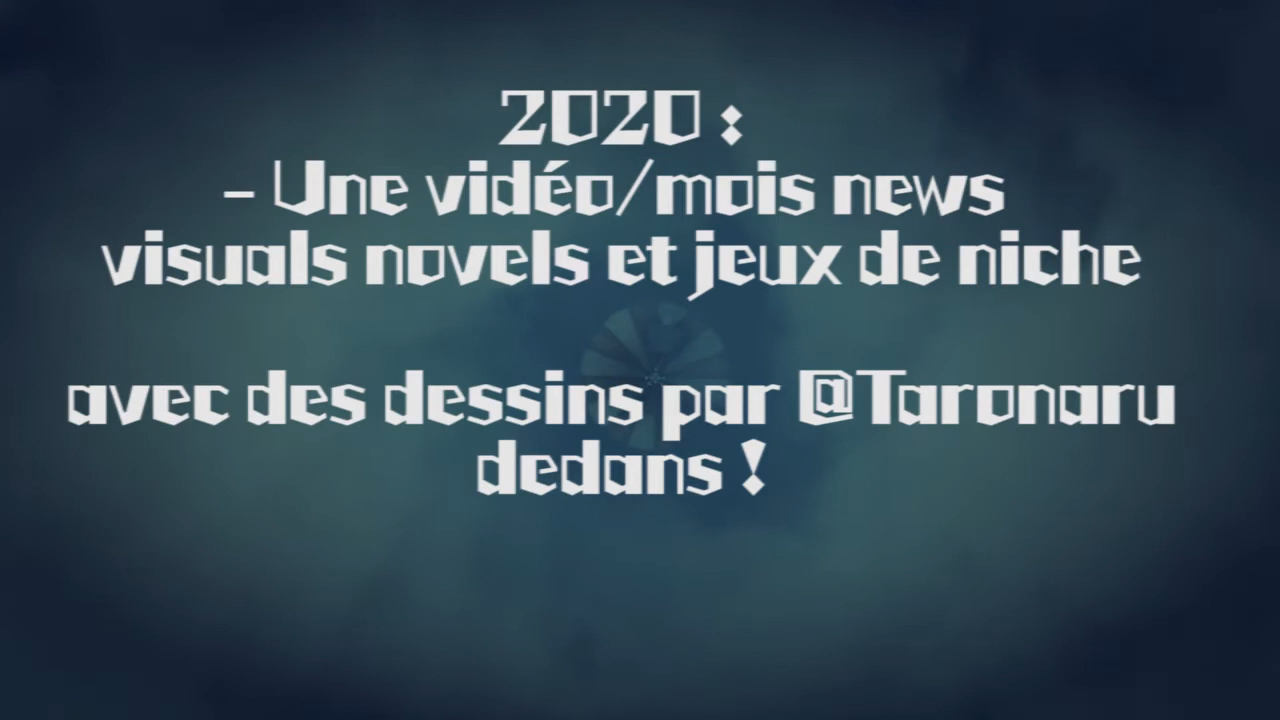 2020 :
- Une vidéo/mois news
visuals novels et jeux de niche
avec des dessins par @Taronaru
dedans !